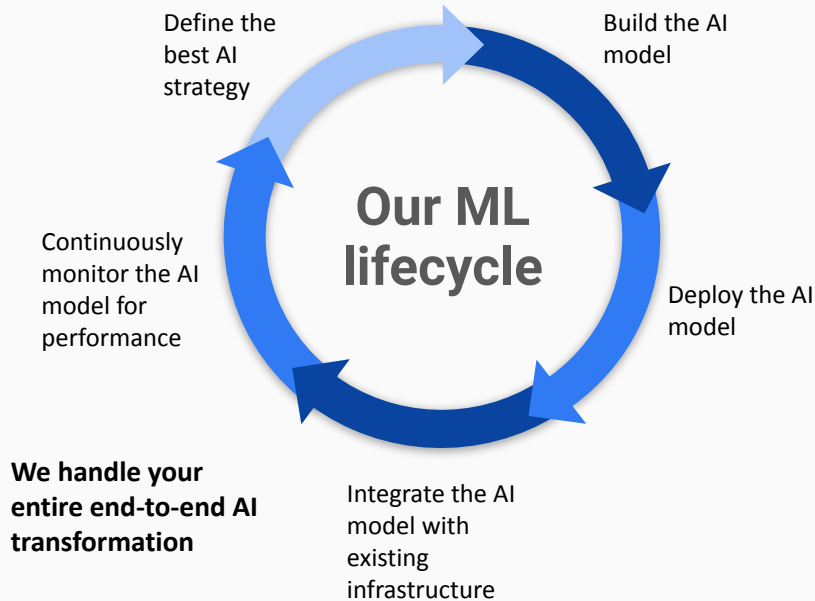 Define the
best AI
strategy
Build the AI
model
Our ML
lifecycle
Continuously
monitor the AI
model for
performance
Deploy the AI
model
We handle your
entire end-to-end AI
transformation
Integrate the AI
model with
existing
infrastructure